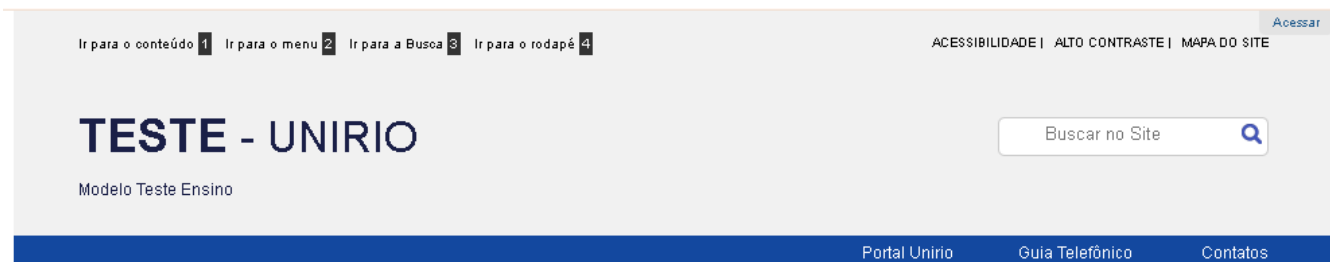 Acessar
Ir para o conteúdo 1 Ir para o menu 2 Ir para a Busca 3 Ir para o rodapé 4 ACESSIBILIDADE | ALTO CONTRASTE | MAPA DO SITE
TESTE - UNIRIO
Buscar no Site
Modelo Teste Ensino
Portal Unirio Guia Telefônico Contatos